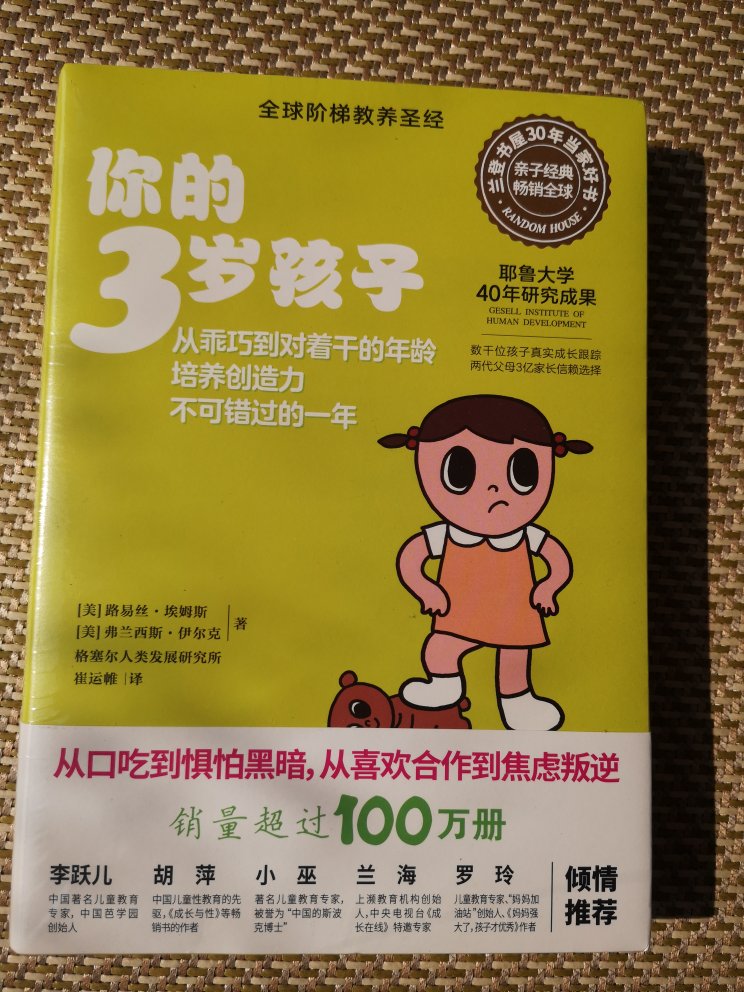 全球阶梯教养圣经
兰登书屋30年当家好书
亲子经典
畅销全球
· RANDOM HOUSE ·
你的
3岁孩子
从乖巧到对着干的年龄
培养创造力
不可错过的一年
耶鲁大学
40年研究成果
GESELL INSTITUTE OF
HUMAN DEVELOPMENT
数千位孩子真实成长跟踪
两代父母3亿家长信赖选择
[美] 路易丝·埃姆斯
[美] 弗兰西斯·伊尔克
著
格塞尔人类发展研究所
崔运帷 | 译
从口吃到惧怕黑暗,从喜欢合作到焦虑叛逆
销量超过100万册
李跃儿
中国著名儿童教育
专家，中国芭学园
创始人
胡 萍
中国儿童性教育的先
驱，《成长与性》等畅
销书的作者
小 巫
著名儿童教育专家，
被誉为“中国的斯波
克博士”
兰 海
上濒教育机构创始
人，中央电视台《成
长在线》特邀专家
罗 玲
儿童教育专家、“妈妈加
油站”创始人、《妈妈强
大了，孩子才优秀》作者
倾情
推荐